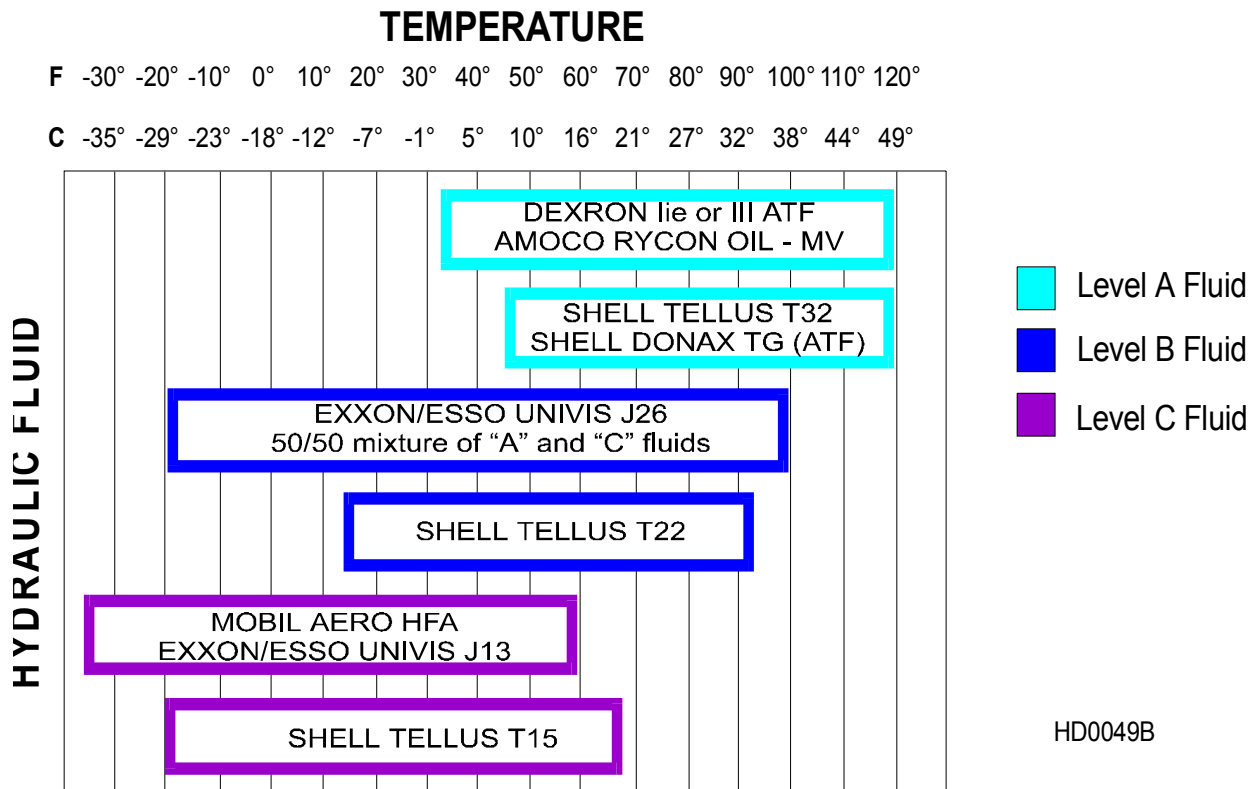 TEMPERATURE
F -30° -20° -10° 0° 10° 20° 30° 40° 50° 60° 70° 80° 90° 100° 110° 120°
C -35° -29° -23° -18° -12° -7° -1° 5° 10° 16° 21° 27° 32° 38° 44° 49°
HYDRAULIC FLUID
DEXRON Iie or III ATF
AMOCO RYCON OIL - MV
SHELL TELLUS T32
SHELL DONAX TG (ATF)
EXXON/ESSO UNIVIS J26
50/50 mixture of “A” and “C” fluids
SHELL TELLUS T22
MOBIL AERO HFA
EXXON/ESSO UNIVIS J13
SHELL TELLUS T15
Level A Fluid
Level B Fluid
Level C Fluid
HD0049B